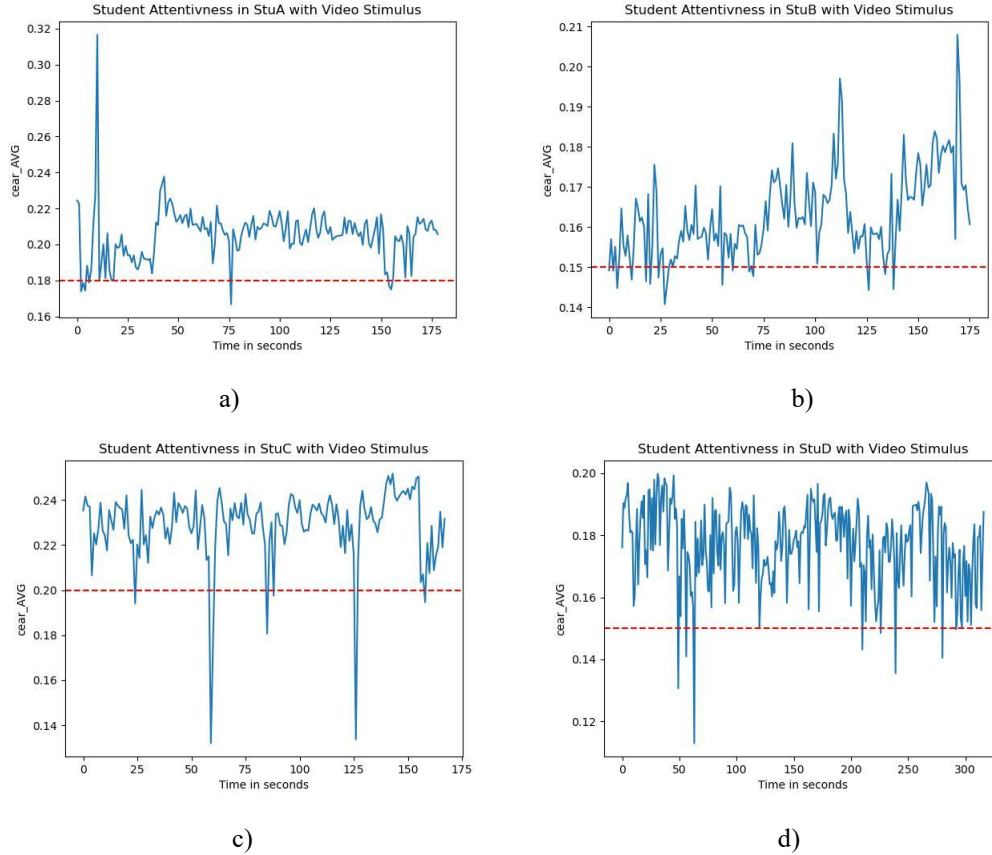 Student Attentivness in StuA with Video Stimulus
cear_AVG
0.32
0.30
0.28
0.26
0.24
0.22
0.20
0.18
0.16
0 25 50 75 100 125 150 175
Time in seconds
a)
Student Attentivness in StuB with Video Stimulus
cear_AVG
0.21
0.20
0.19
0.18
0.17
0.16
0.15
0.14
0 25 50 75 100 125 150 175
Time in seconds
b)
Student Attentivness in StuC with Video Stimulus
cear_AVG
0.24
0.22
0.20
0.18
0.16
0.14
0 25 50 75 100 125 150 175
Time in seconds
c)
Student Attentivness in StuD with Video Stimulus
cear_AVG
0.20
0.18
0.16
0.14
0.12
0 50 100 150 200 250 300
Time in seconds
d)